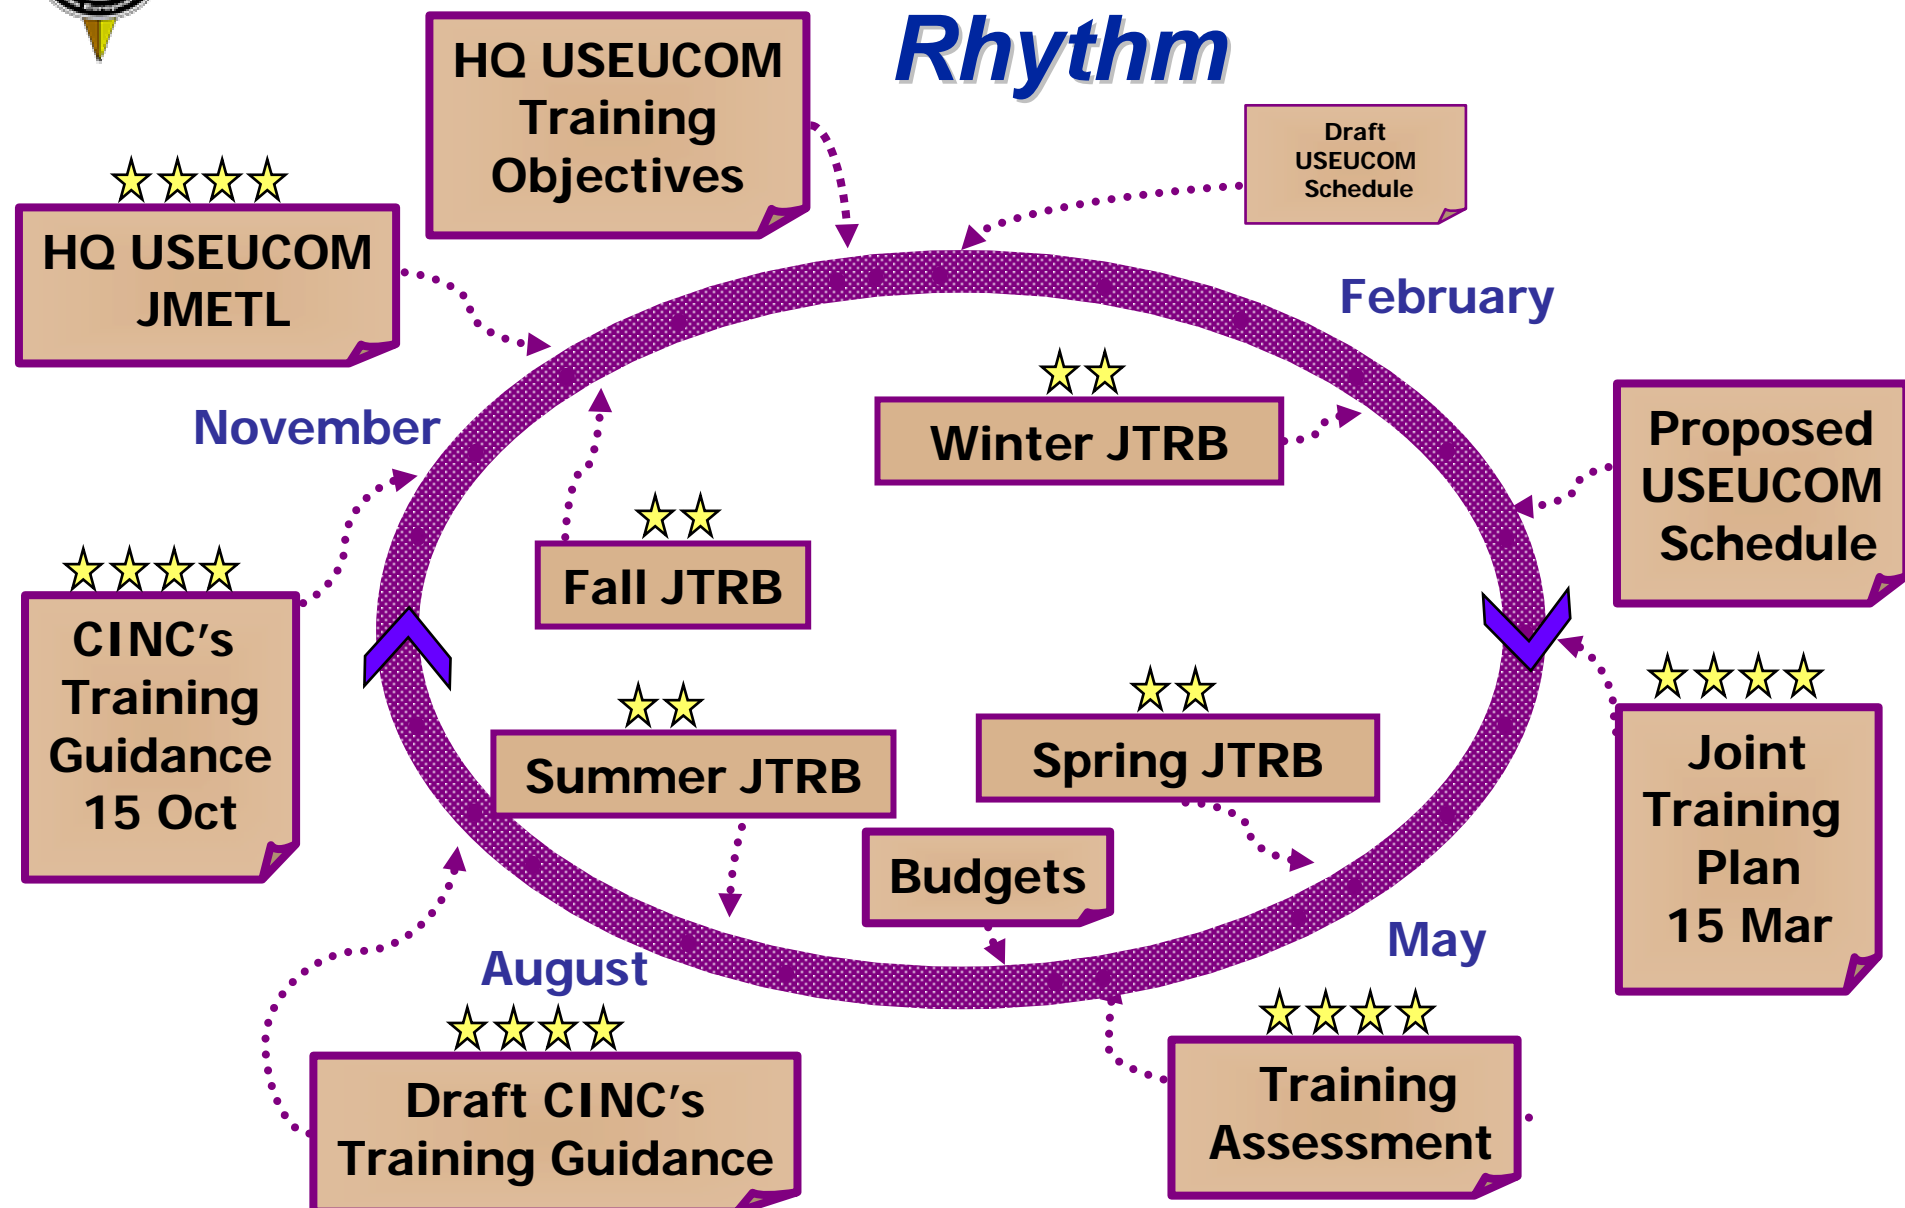 Rhythm
HQ USEUCOM
Training
Objectives
Draft
USEUCOM
Schedule
HQ USEUCOM
JMETL
February
November
Winter JTRB
Proposed
USEUCOM
Schedule
Fall JTRB
CINC’s
Training
Guidance
15 Oct
Summer JTRB
Spring JTRB
Joint
Training
Plan
15 Mar
Budgets
May
August
Draft CINC’s
Training Guidance
Training
Assessment